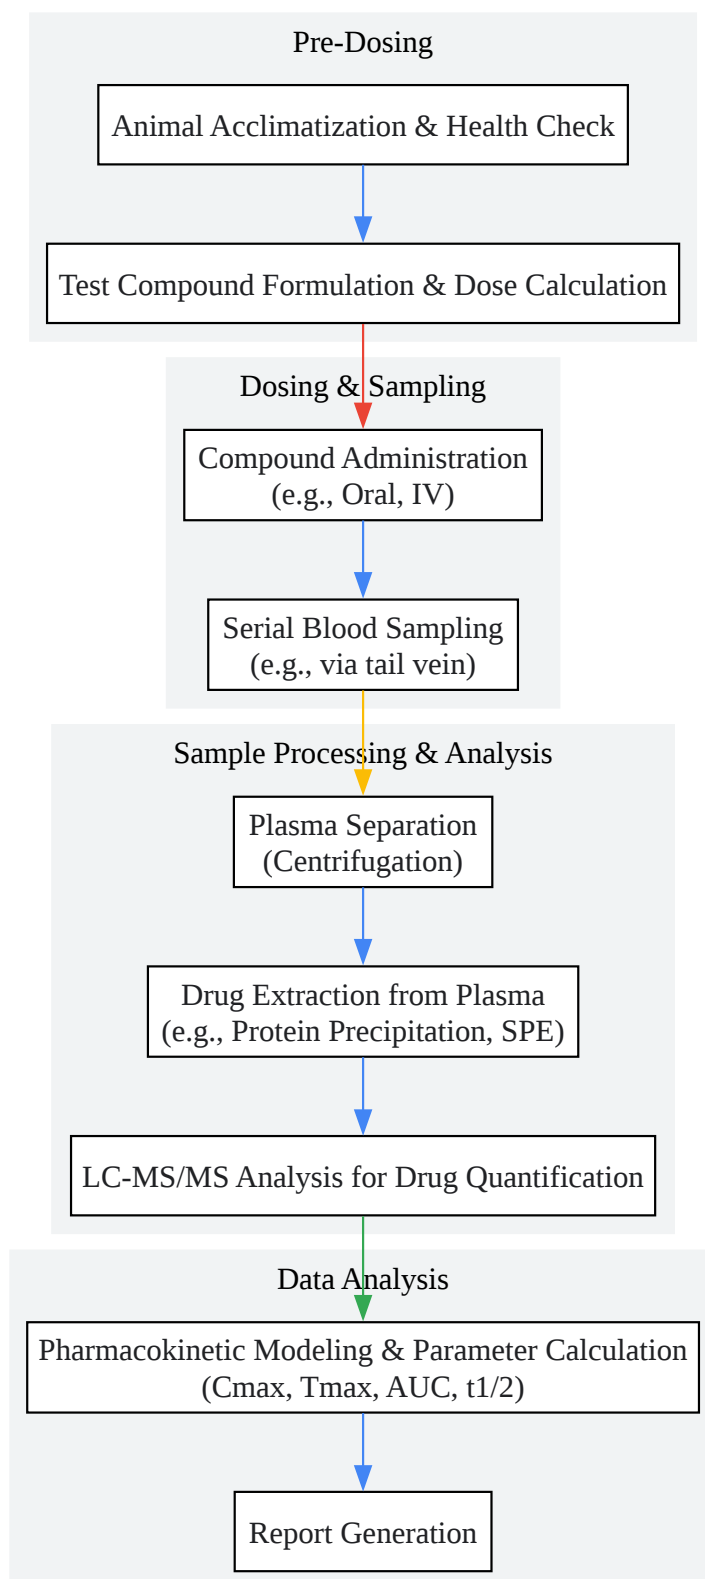 Pre-Dosing
Animal Acclimatization & Health Check
Test Compound Formulation & Dose Calculation
Dosing & Sampling
Compound Administration
(e.g., Oral, IV)
Serial Blood Sampling
(e.g., via tail vein)
Sample Processing & Analysis
Plasma Separation
(Centrifugation)
Drug Extraction from Plasma
(e.g., Protein Precipitation, SPE)
LC-MS/MS Analysis for Drug Quantification
Data Analysis
Pharmacokinetic Modeling & Parameter Calculation
(Cmax, Tmax, AUC, t1/2)
Report Generation